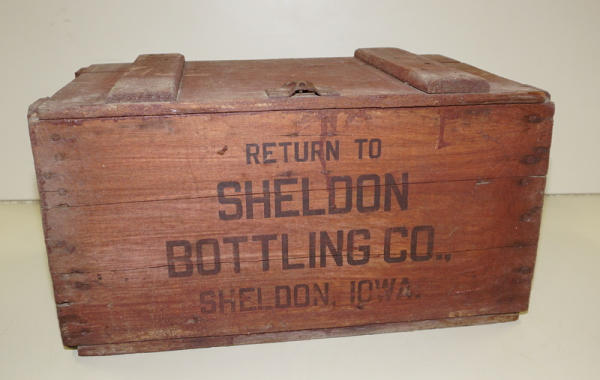 RETURN TO
SHELDON
BOTTLING CO.,
SHELDON, IOWA.